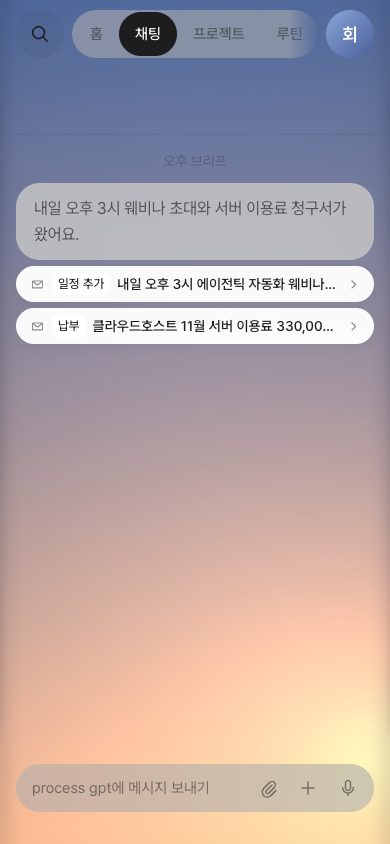 홈
채팅
프로젝트
루틴
회
오후 브리프
내일 오후 3시 웨비나 초대와 서버 이용료 청구서가
왔어요.
일정 추가 내일 오후 3시 에이전틱 자동화 웨비나...
납부 클라우드호스트 11월 서버 이용료 330,00...
process gpt에 메시지 보내기